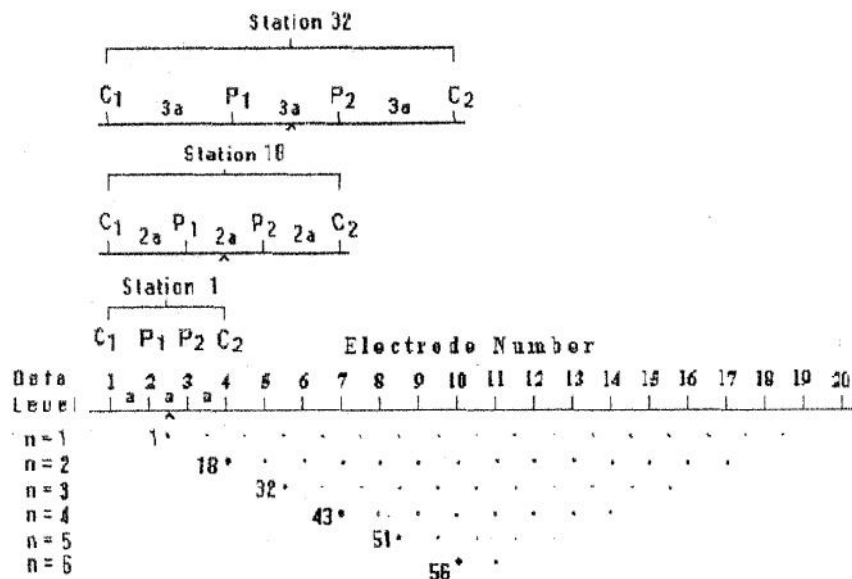 Station 32
C1 3a P1 3a P2 3a C2
Station 18
C1 2a P1 2a P2 2a C2
Station 1
C1 P1 P2 C2 Electrode Number
Data 1 2 3 4 5 6 7 8 9 10 11 12 13 14 15 16 17 18 19 20
Level a a a
n=1 1
n=2 18
n=3 32
n=4 43
n=5 51
n=6 56